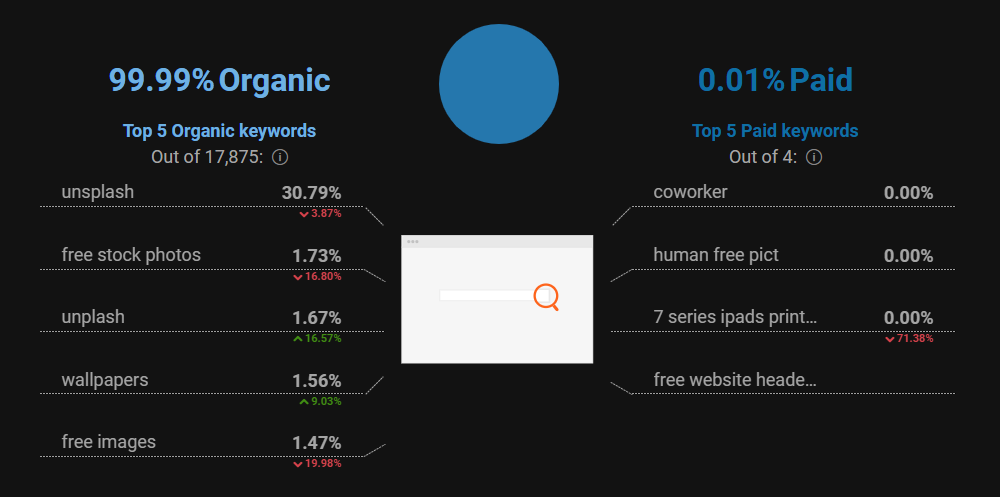 99.99% Organic
Top 5 Organic keywords
Out of 17,875:
unsplash 30.79%
3.87%
free stock photos 1.73%
16.80%
unplash 1.67%
16.57%
wallpapers 1.56%
9.03%
free images 1.47%
19.98%
0.01% Paid
Top 5 Paid keywords
Out of 4:
coworker 0.00%
human free pict 0.00%
7 series ipads print... 0.00%
71.38%
free website heade...